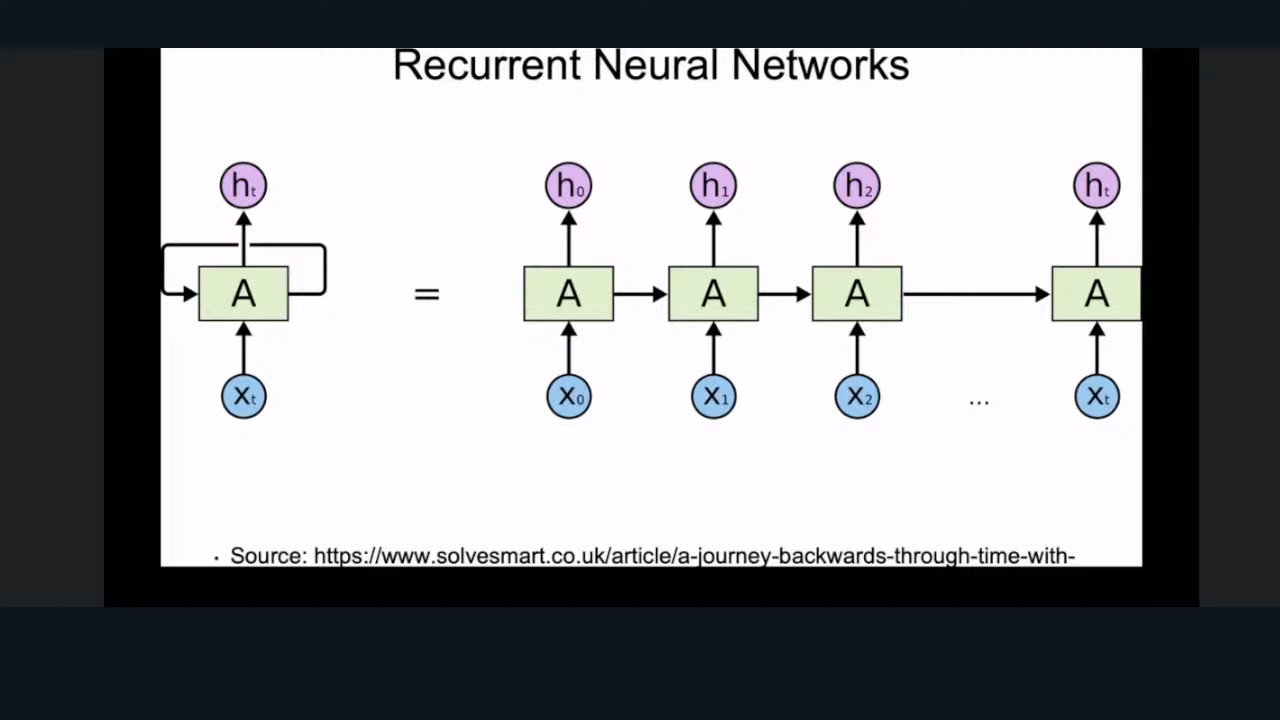 Recurrent Neural Networks
hₜ h₀ h₁ h₂ hₜ
A = A A A A
xₜ x₀ x₁ x₂ ... xₜ
· Source: https://www.solvesmart.co.uk/article/a-journey-backwards-through-time-with-